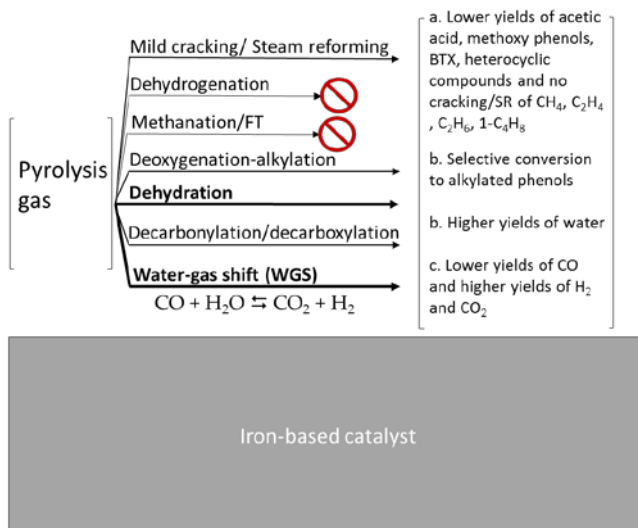 Pyrolysis
gas
Mild cracking/ Steam reforming
Dehydrogenation
Methanation/FT
Deoxygenation-alkylation
Dehydration
Decarbonylation/decarboxylation
Water-gas shift (WGS)
CO + H₂O ⇆ CO₂ + H₂
a. Lower yields of acetic
acid, methoxy phenols,
BTX, heterocyclic
compounds and no
cracking/SR of CH₄, C₂H₄
, C₂H₆, 1-C₄H₈
b. Selective conversion
to alkylated phenols
b. Higher yields of water
c. Lower yields of CO
and higher yields of H₂
and CO₂
Iron-based catalyst